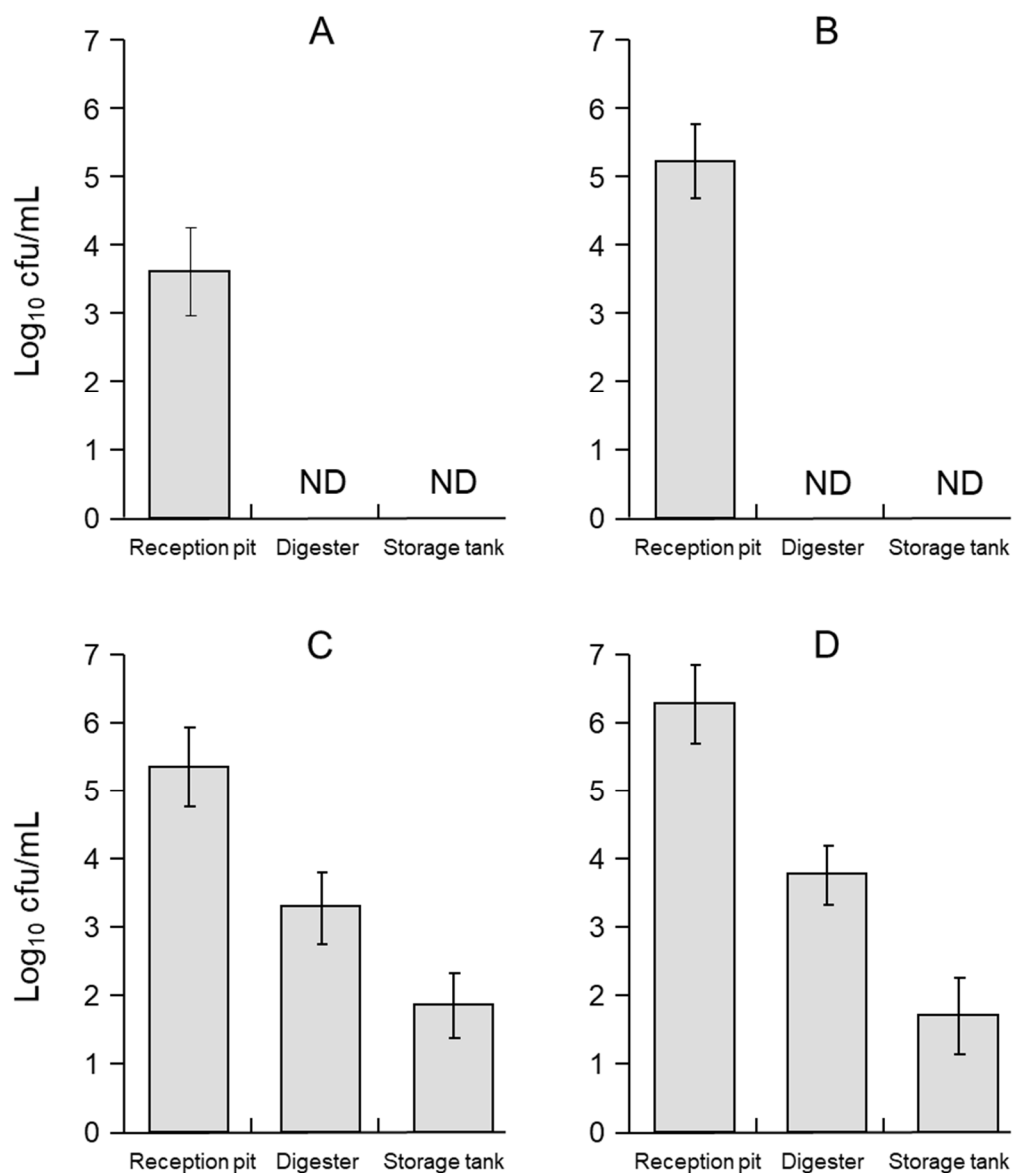 A
7
6
5
4
3
2
1
0
Log₁₀ cfu/mL
ND ND
Reception pit Digester Storage tank
B
7
6
5
4
3
2
1
0
ND ND
Reception pit Digester Storage tank
C
7
6
5
4
3
2
1
0
Log₁₀ cfu/mL
Reception pit Digester Storage tank
D
7
6
5
4
3
2
1
0
Reception pit Digester Storage tank